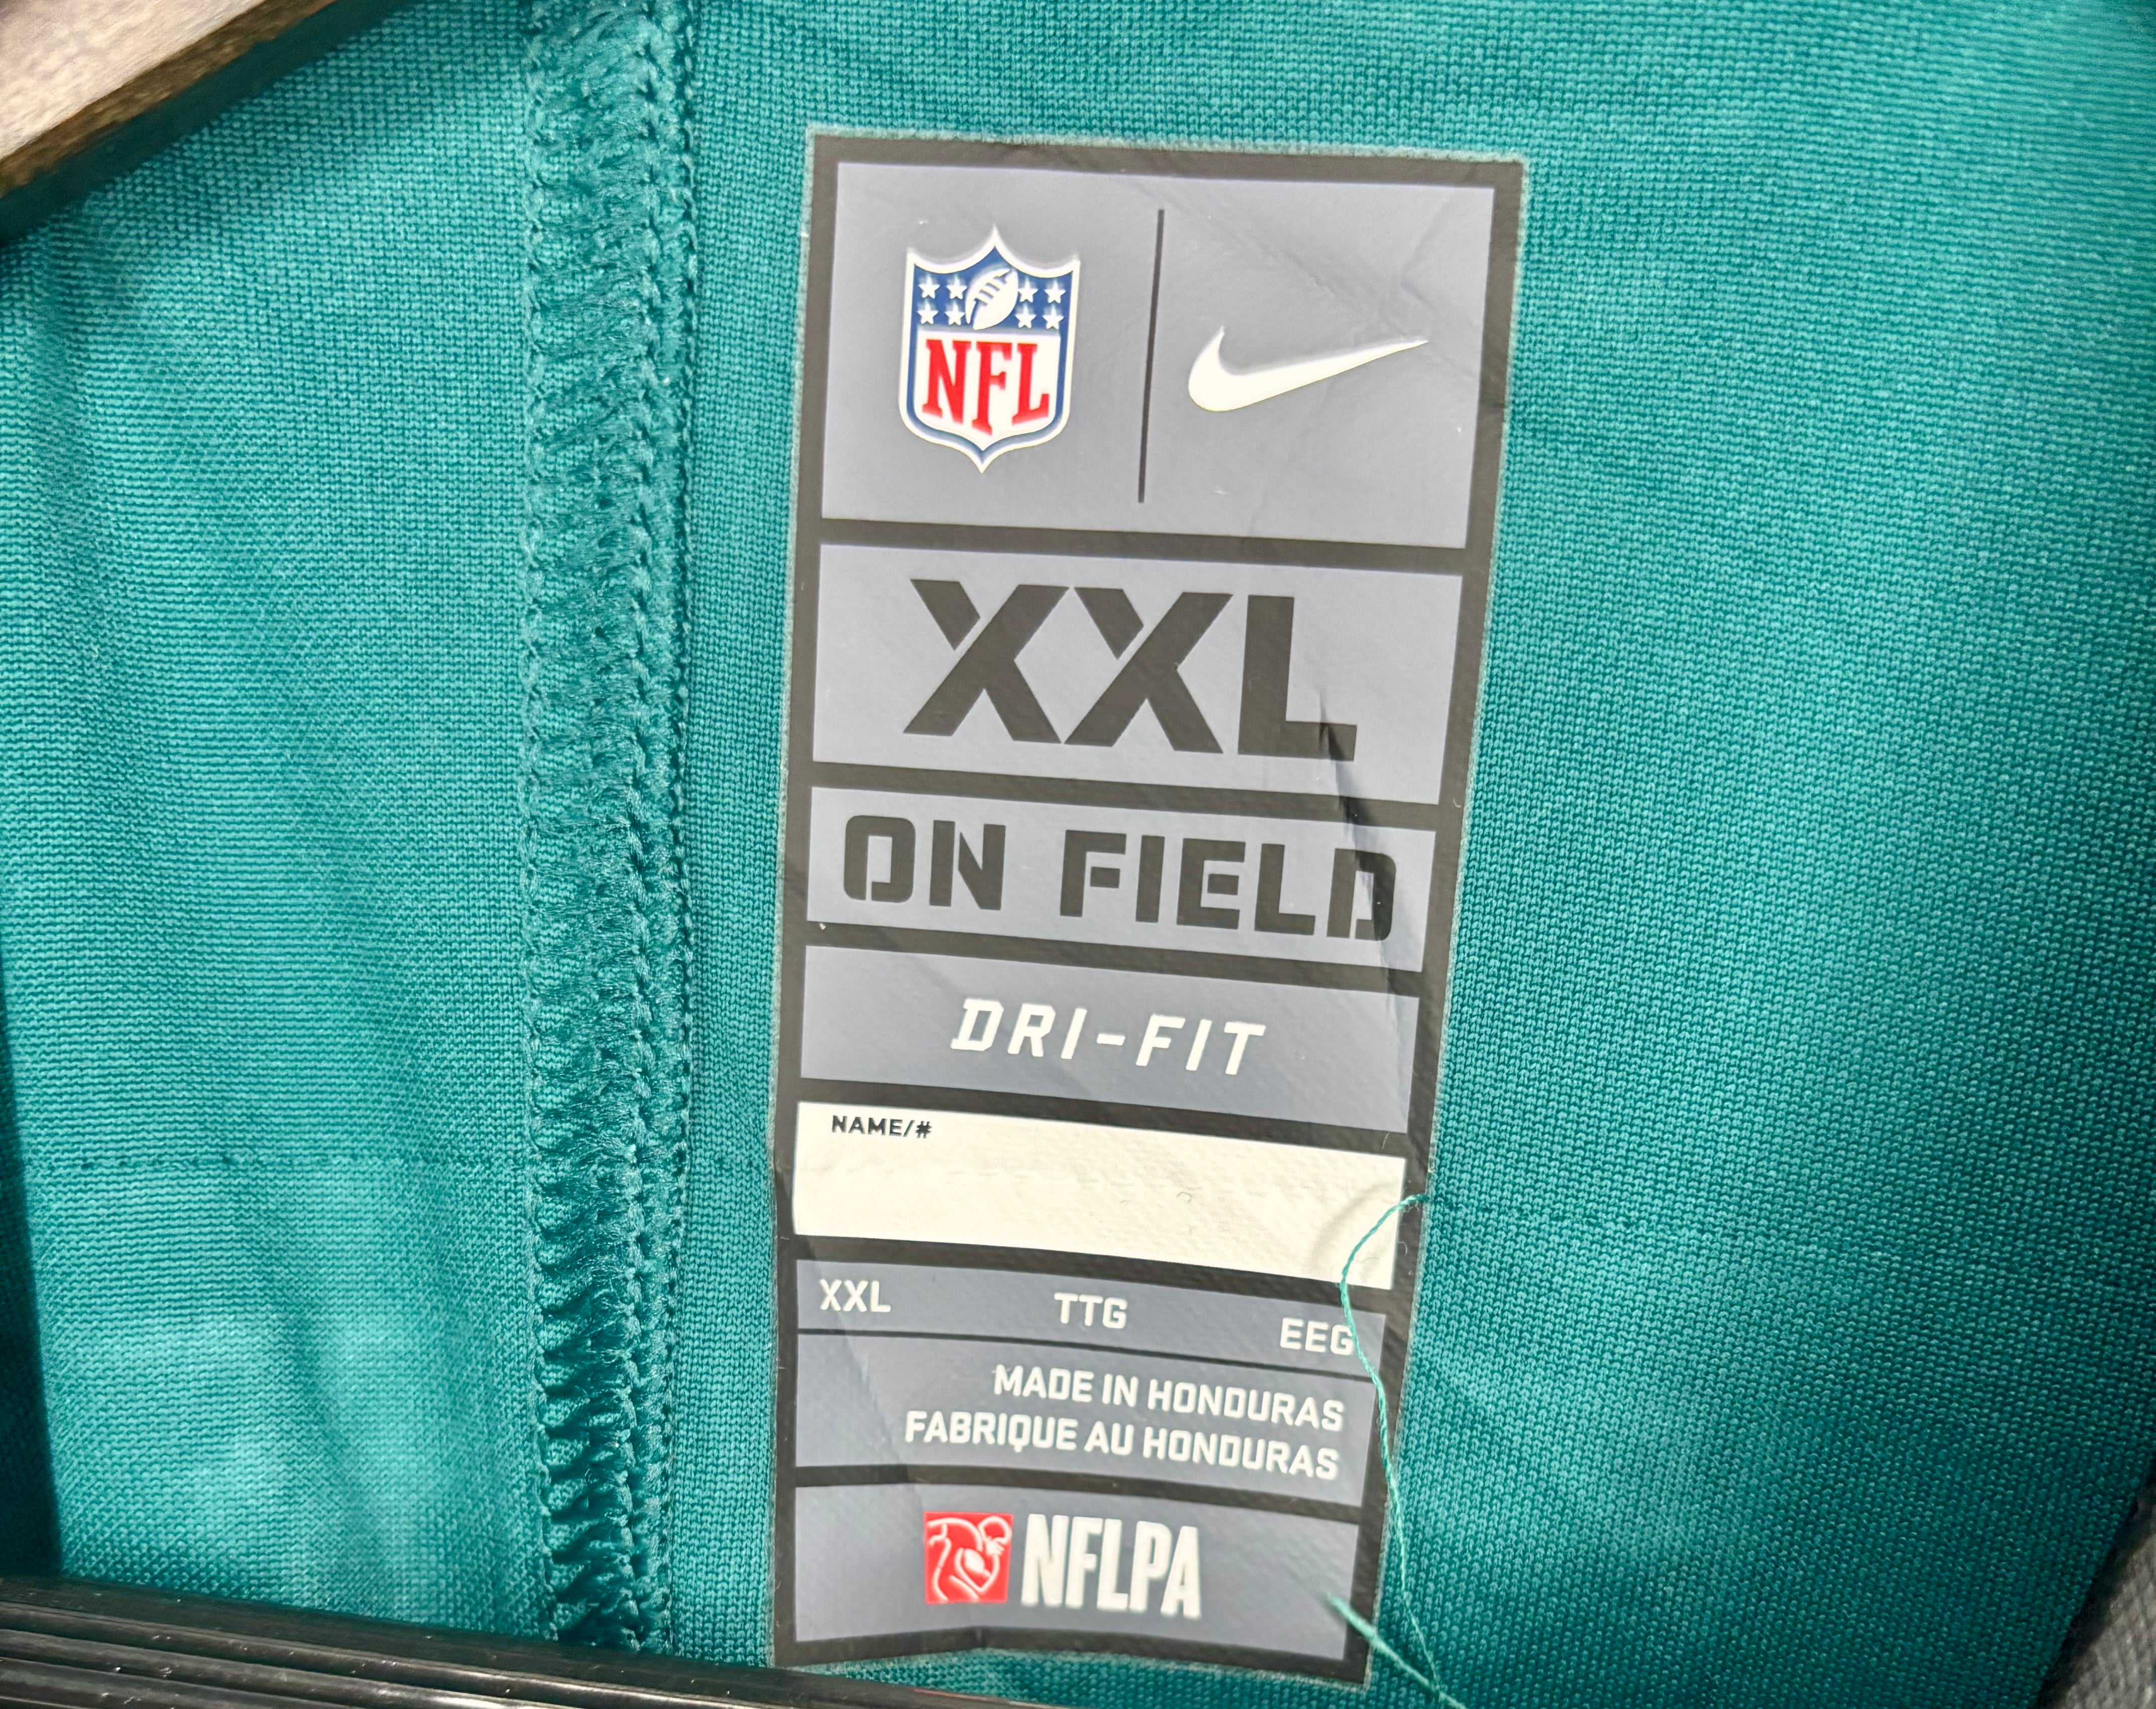 NFL
XXL
ON FIELD
DRI-FIT
NAME/#
XXL TTG EEG
MADE IN HONDURAS
FABRIQUE AU HONDURAS
NFLPA